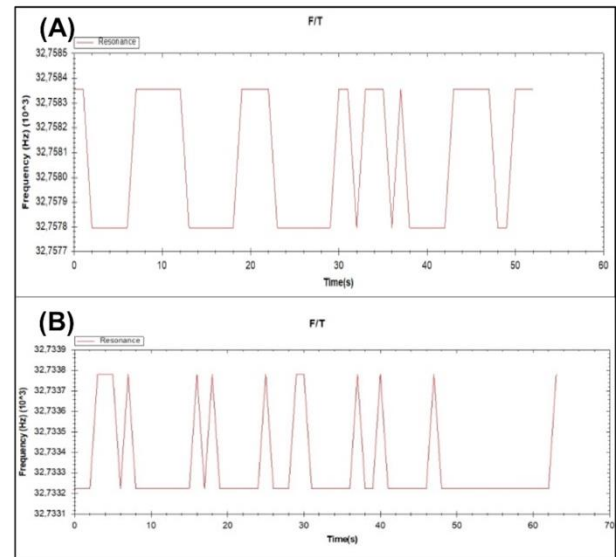 (A)
F/T
Resonance
Frequency (Hz) (10^3)
32,7585
32,7584
32,7583
32,7582
32,7581
32,7580
32,7579
32,7578
32,7577
0 10 20 30 40 50 60
Time(s)
(B)
F/T
Resonance
Frequency (Hz) (10^3)
32,7339
32,7338
32,7337
32,7336
32,7335
32,7334
32,7333
32,7332
32,7331
0 10 20 30 40 50 60 70
Time(s)